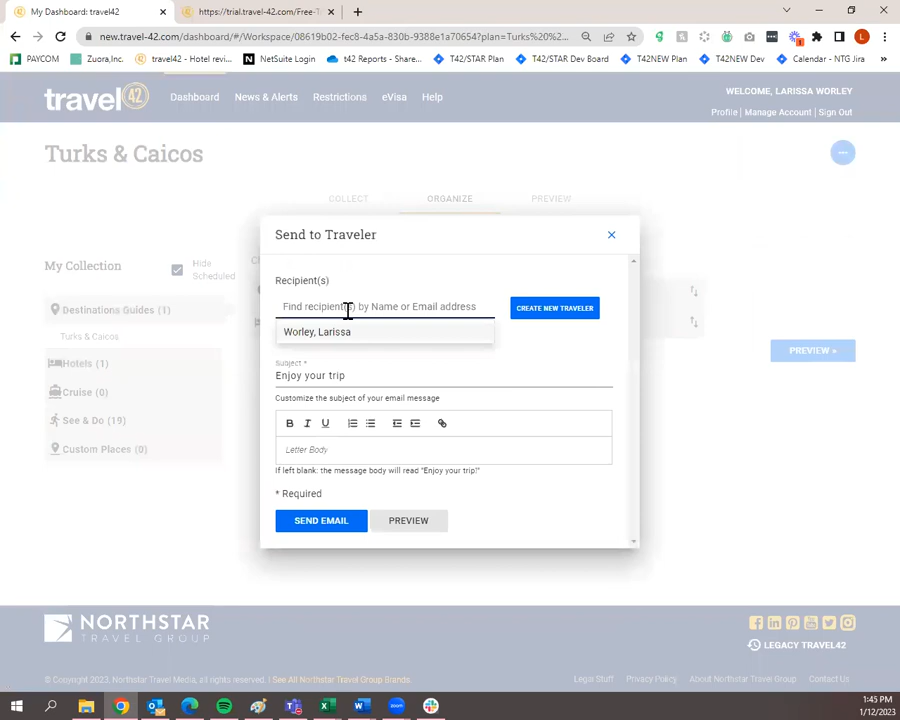 My Dashboard: travel42
https://trial.travel-42.com/Free-T
new.travel-42.com/dashboard/#/Workspace/08619b02-fec8-4a5a-830b-9388e1a70654?plan=Turks%20%...
L
PAYCOM
Zuora,Inc.
travel42 - Hotel revi...
NetSuite Login
t42 Reports - Share...
T42/STAR Plan
T42/STAR Dev Board
T42NEW Plan
T42NEW Dev
Calendar - NTG Jira
»
travel 42
Dashboard
News & Alerts
Restrictions
eVisa
Help
WELCOME, LARISSA WORLEY
Profile | Manage Account | Sign Out
Turks & Caicos
COLLECT
ORGANIZE
PREVIEW
My Collection
Hide
Scheduled
Destinations Guides (1)
Turks & Caicos
Hotels (1)
Cruise (0)
See & Do (19)
Custom Places (0)
PREVIEW »
Send to Traveler
Recipient(s)
Find recipient(s) by Name or Email address
CREATE NEW TRAVELER
Worley, Larissa
Subject *
Enjoy your trip
Customize the subject of your email message
B I U
Letter Body
If left blank: the message body will read "Enjoy your trip!"
* Required
SEND EMAIL
PREVIEW
NORTHSTAR
TRAVEL GROUP
LEGACY TRAVEL42
Copyright © 2023. Northstar Travel Media, All rights reserved. | See All Northstar Travel Group Brands.
Legal Stuff
Privacy Policy
About Northstar Travel Group
Contact Us
1:45 PM
1/12/2023